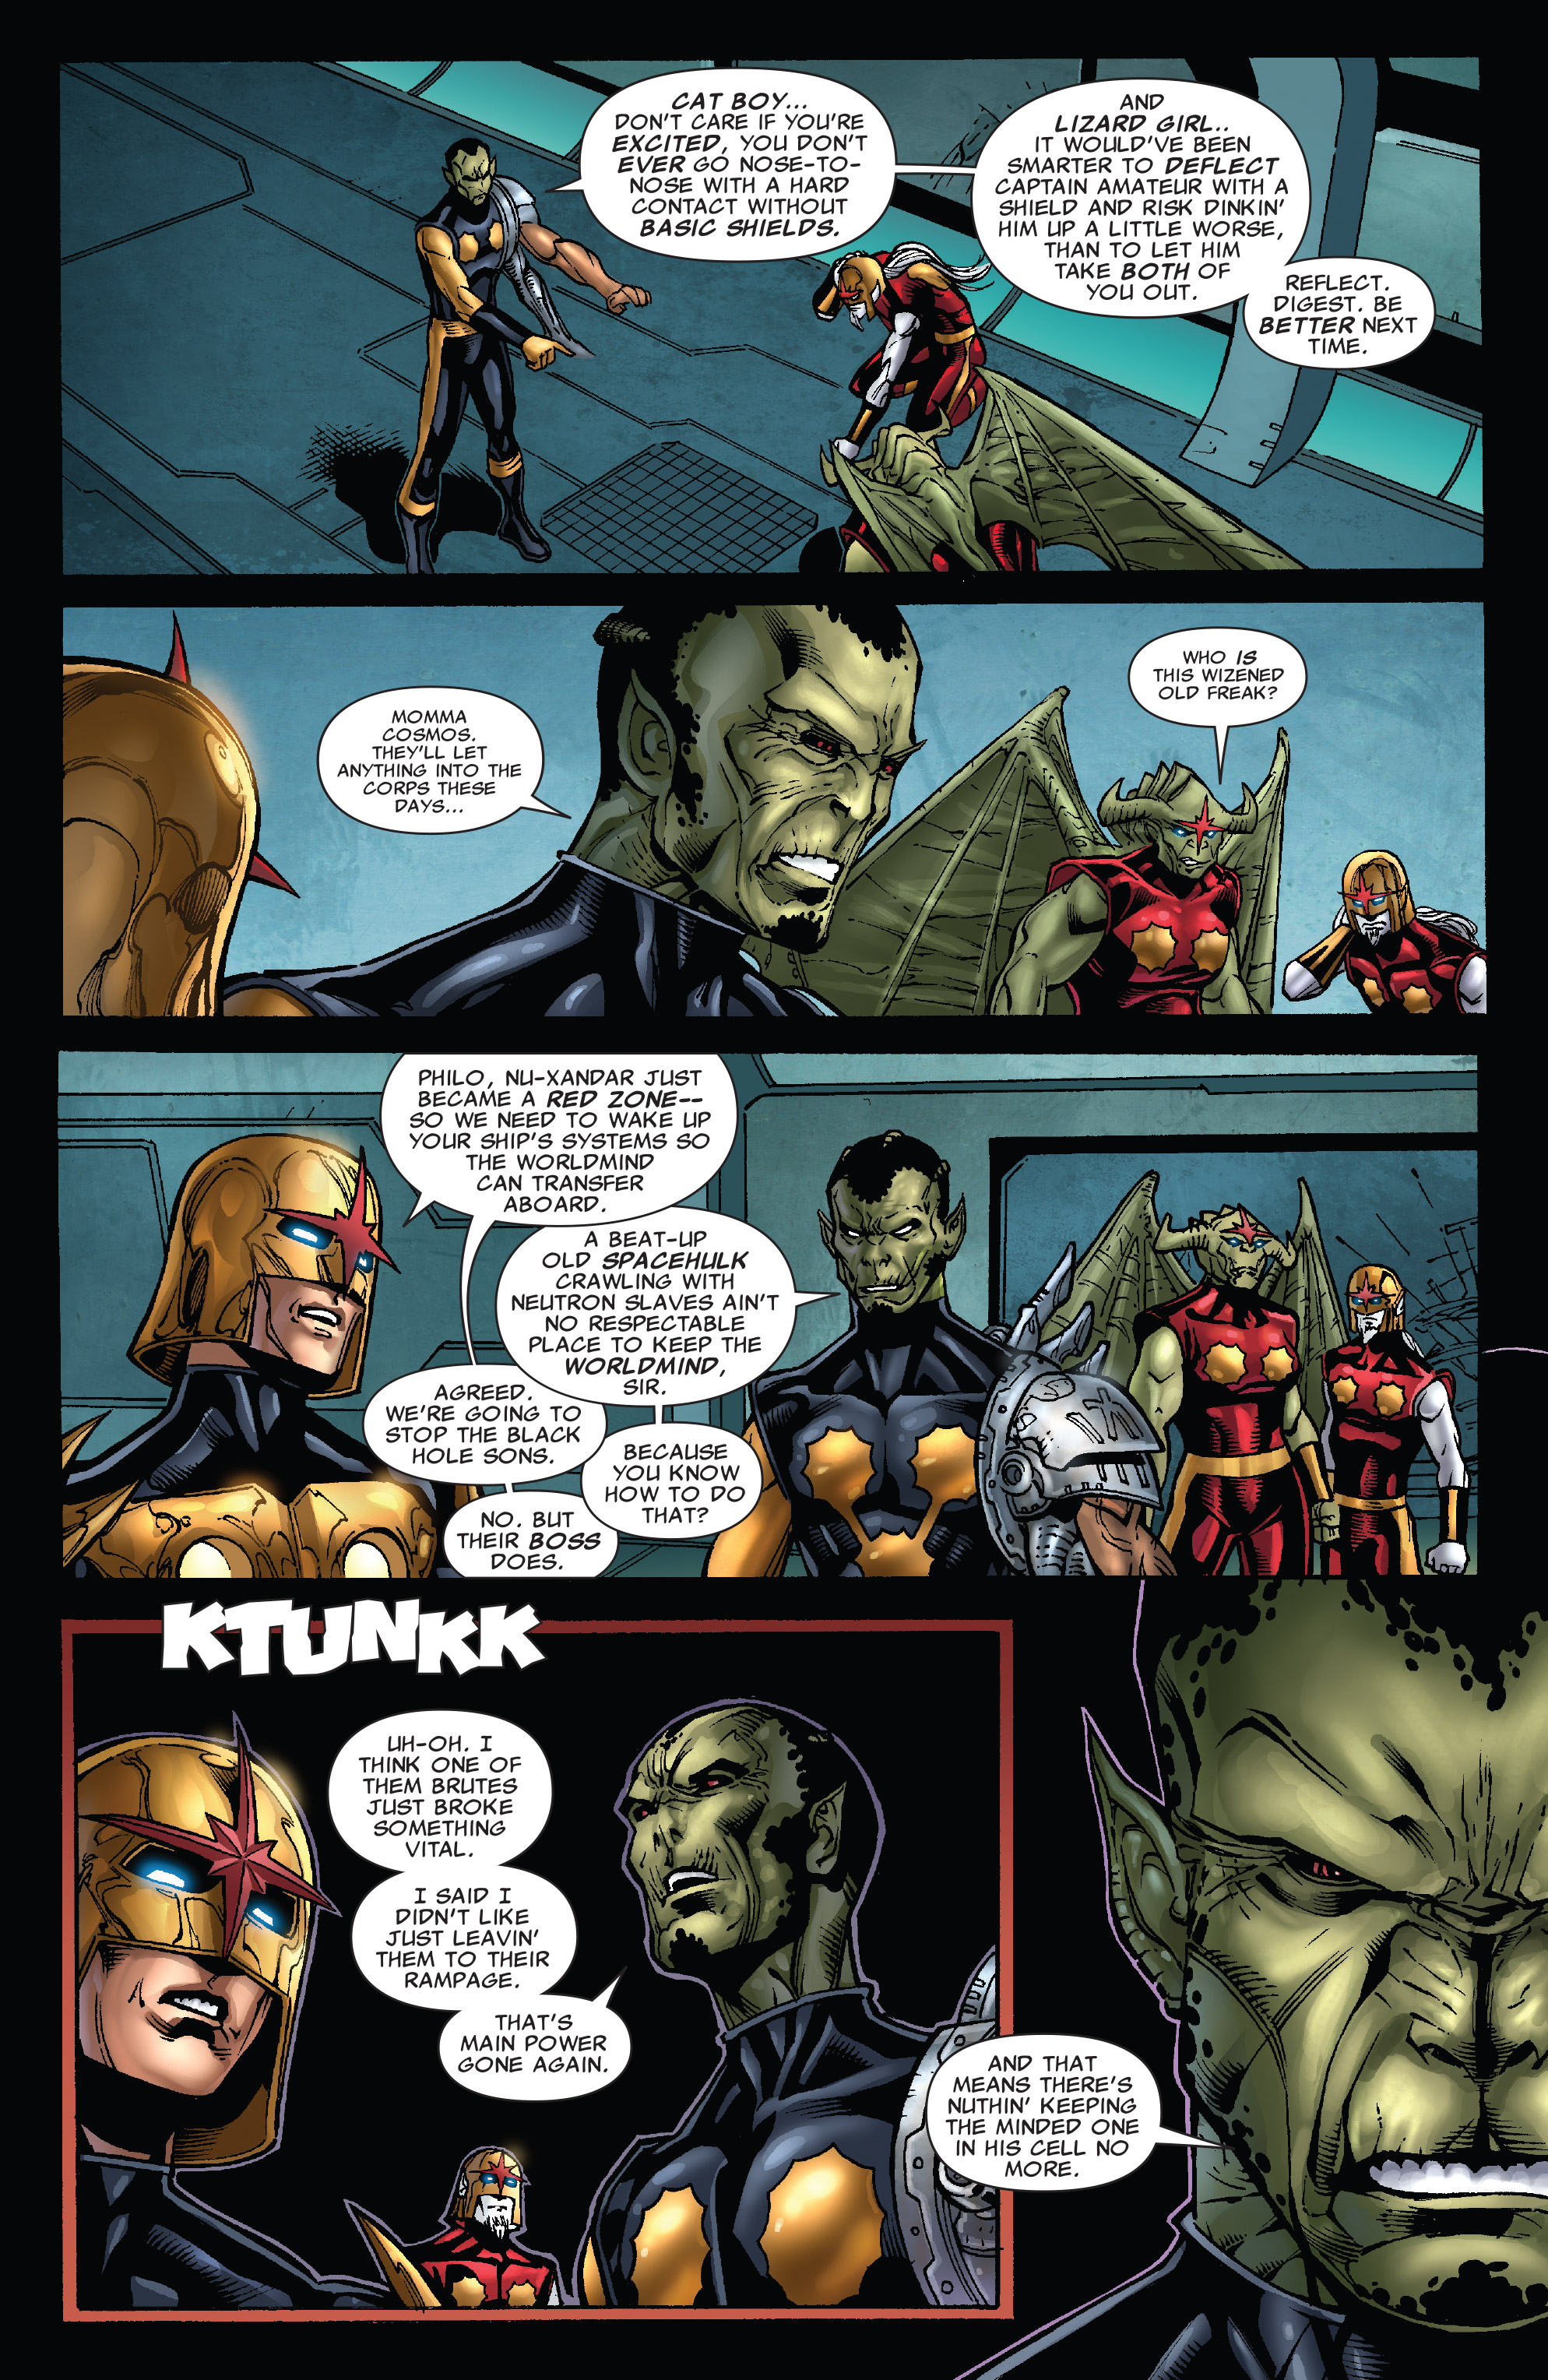 CAT BOY...
DON'T CARE IF YOU'RE
EXCITED, YOU DON'T
EVER GO NOSE-TO-
NOSE WITH A HARD
CONTACT WITHOUT
BASIC SHIELDS.
AND
LIZARD GIRL..
IT WOULD'VE BEEN
SMARTER TO DEFLECT
CAPTAIN AMATEUR WITH A
SHIELD AND RISK DINKIN'
HIM UP A LITTLE WORSE,
THAN TO LET HIM
TAKE BOTH OF
YOU OUT.
REFLECT.
DIGEST. BE
BETTER NEXT
TIME.
MOMMA
COSMOS.
THEY'LL LET
ANYTHING INTO THE
CORPS THESE
DAYS...
WHO IS
THIS WIZENED
OLD FREAK?
PHILO, NU-XANDAR JUST
BECAME A RED ZONE--
SO WE NEED TO WAKE UP
YOUR SHIP'S SYSTEMS SO
THE WORLDMIND
CAN TRANSFER
ABOARD.
A BEAT-UP
OLD SPACEHULK
CRAWLING WITH
NEUTRON SLAVES AIN'T
NO RESPECTABLE
PLACE TO KEEP THE
WORLDMIND,
SIR.
AGREED.
WE'RE GOING TO
STOP THE BLACK
HOLE SONS.
BECAUSE
YOU KNOW
HOW TO DO
THAT?
NO. BUT
THEIR BOSS
DOES.
KTUNKK
UH-OH. I
THINK ONE OF
THEM BRUTES
JUST BROKE
SOMETHING
VITAL.
I SAID I
DIDN'T LIKE
JUST LEAVIN'
THEM TO THEIR
RAMPAGE.
THAT'S
MAIN POWER
GONE AGAIN.
AND THAT
MEANS THERE'S
NUTHIN' KEEPING
THE MINDED ONE
IN HIS CELL NO
MORE.